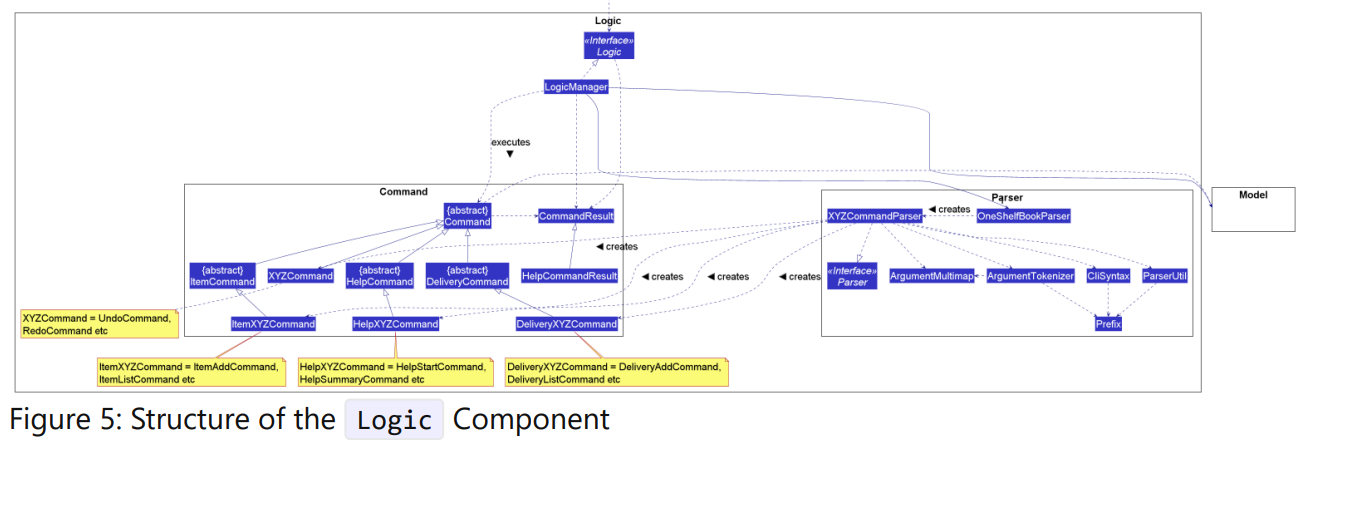 Logic
«Interface»
Logic
LogicManager
executes
Command
Parser
Model
{abstract}
Command
CommandResult
XYZCommandParser
creates
OneShelfBookParser
creates
{abstract}
ItemCommand
XYZCommand
{abstract}
HelpCommand
{abstract}
DeliveryCommand
HelpCommandResult
creates
creates
creates
«Interface»
Parser
ArgumentMultimap
ArgumentTokenizer
CliSyntax
ParserUtil
XYZCommand = UndoCommand,
RedoCommand etc
ItemXYZCommand
HelpXYZCommand
DeliveryXYZCommand
Prefix
ItemXYZCommand = ItemAddCommand,
ItemListCommand etc
HelpXYZCommand = HelpStartCommand,
HelpSummaryCommand etc
DeliveryXYZCommand = DeliveryAddCommand,
DeliveryListCommand etc
Figure 5: Structure of the Logic Component